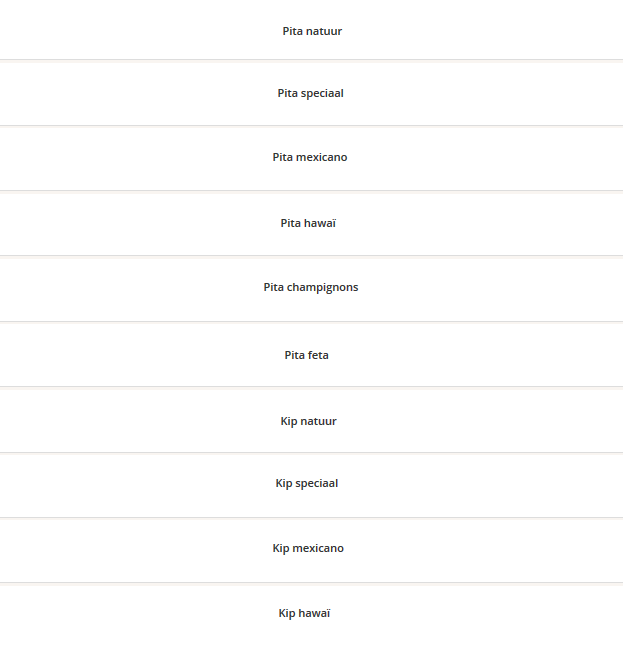 Pita natuur
Pita speciaal
Pita mexicano
Pita hawaï
Pita champignons
Pita feta
Kip natuur
Kip speciaal
Kip mexicano
Kip hawaï